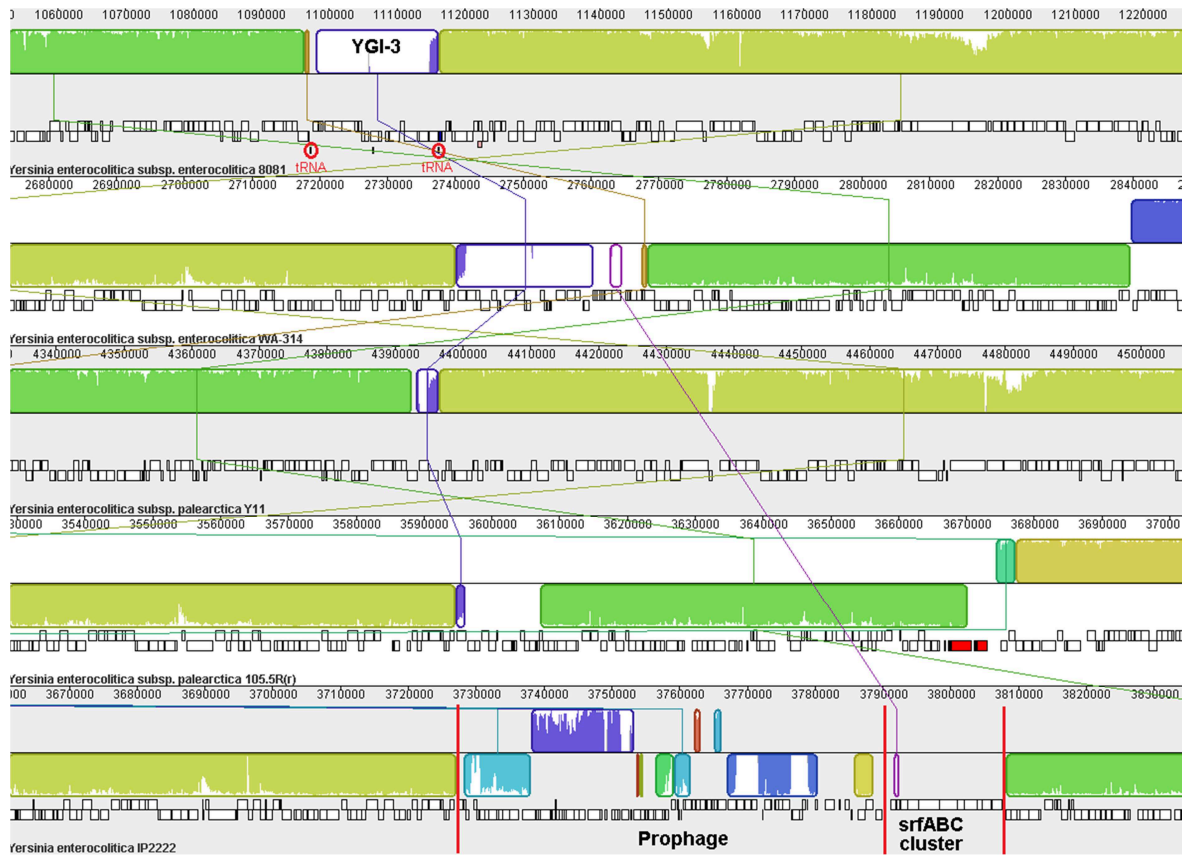 1060000 1070000 1080000 1090000 1100000 1110000 1120000 1130000 1140000 1150000 1160000 1170000 1180000 1190000 1200000 1210000 1220000
YGI-3
tRNA tRNA
Yersinia enterocolitica subsp. enterocolitica 8081
2680000 2690000 2700000 2710000 2720000 2730000 2740000 2750000 2760000 2770000 2780000 2790000 2800000 2810000 2820000 2830000 2840000 2
Yersinia enterocolitica subsp. enterocolitica WA-314
0 4340000 4350000 4360000 4370000 4380000 4390000 4400000 4410000 4420000 4430000 4440000 4450000 4460000 4470000 4480000 4490000 4500000
Yersinia enterocolitica subsp. palearctica Y11
530000 3540000 3550000 3560000 3570000 3580000 3590000 3600000 3610000 3620000 3630000 3640000 3650000 3660000 3670000 3680000 3690000 370000
Yersinia enterocolitica subsp. palearctica 105.5R(r)
000 3670000 3680000 3690000 3700000 3710000 3720000 3730000 3740000 3750000 3760000 3770000 3780000 3790000 3800000 3810000 3820000 3830000
Prophage
srfABC
cluster
Yersinia enterocolitica IP2222